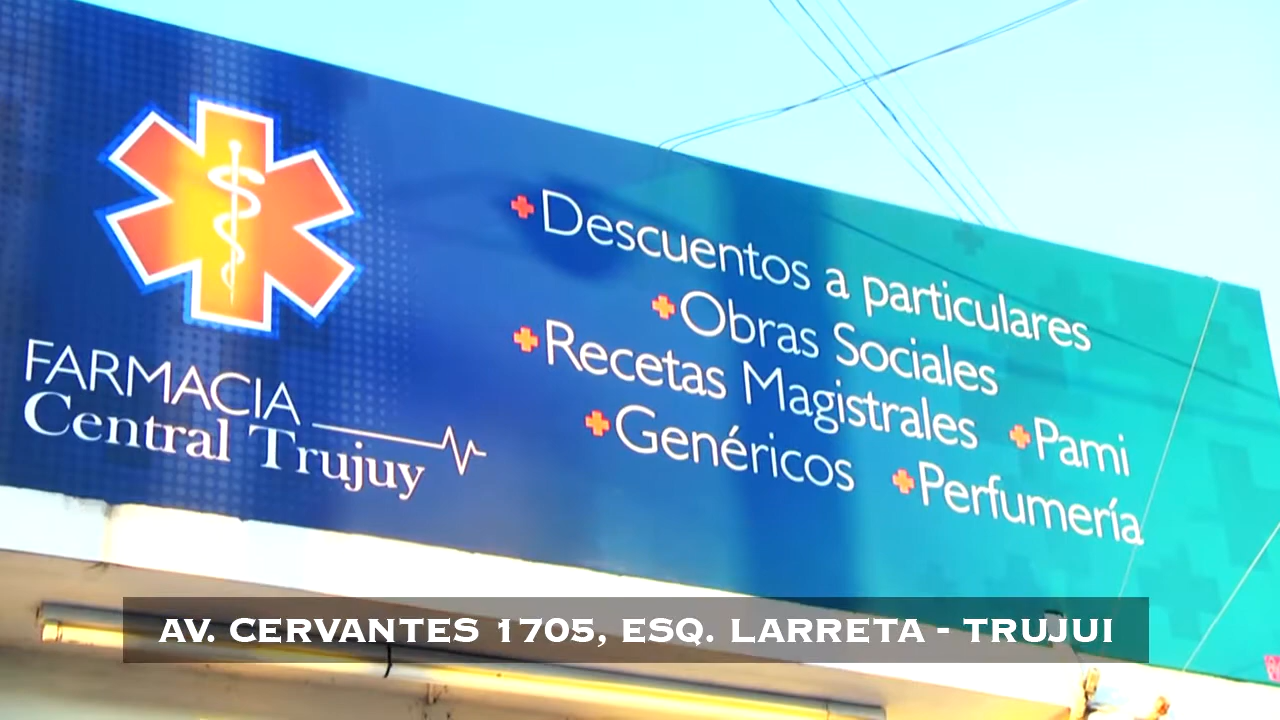 FARMACIA
Central Trujuy
+Descuentos a particulares
+Obras Sociales
+Recetas Magistrales +Pami
+Genéricos +Perfumería
AV. CERVANTES 1705, ESQ. LARRETA - TRUJUI